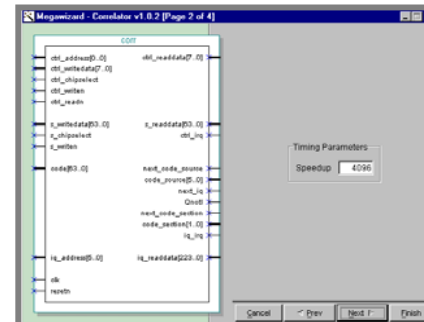 Megawizard - Correlator v1.0.2 [Page 2 of 4]
corr
ctrl_address[0..0] ctrl_readdata[7..0]
ctrl_writedata[7..0]
ctrl_chipselect
ctrl_writen
ctrl_readn
s_writedata[63..0] s_readdata[63..0]
s_chipselect ctrl_irq
s_writen
code[63..0] next_code_source
code_source[5..0]
next_iq
QnotI
next_code_section
code_section[1..0]
iq_irq
iq_address[5..0] iq_readdata[223..0]
clk
resetn
Timing Parameters
Speedup 4096
Cancel < Prev Next > Finish